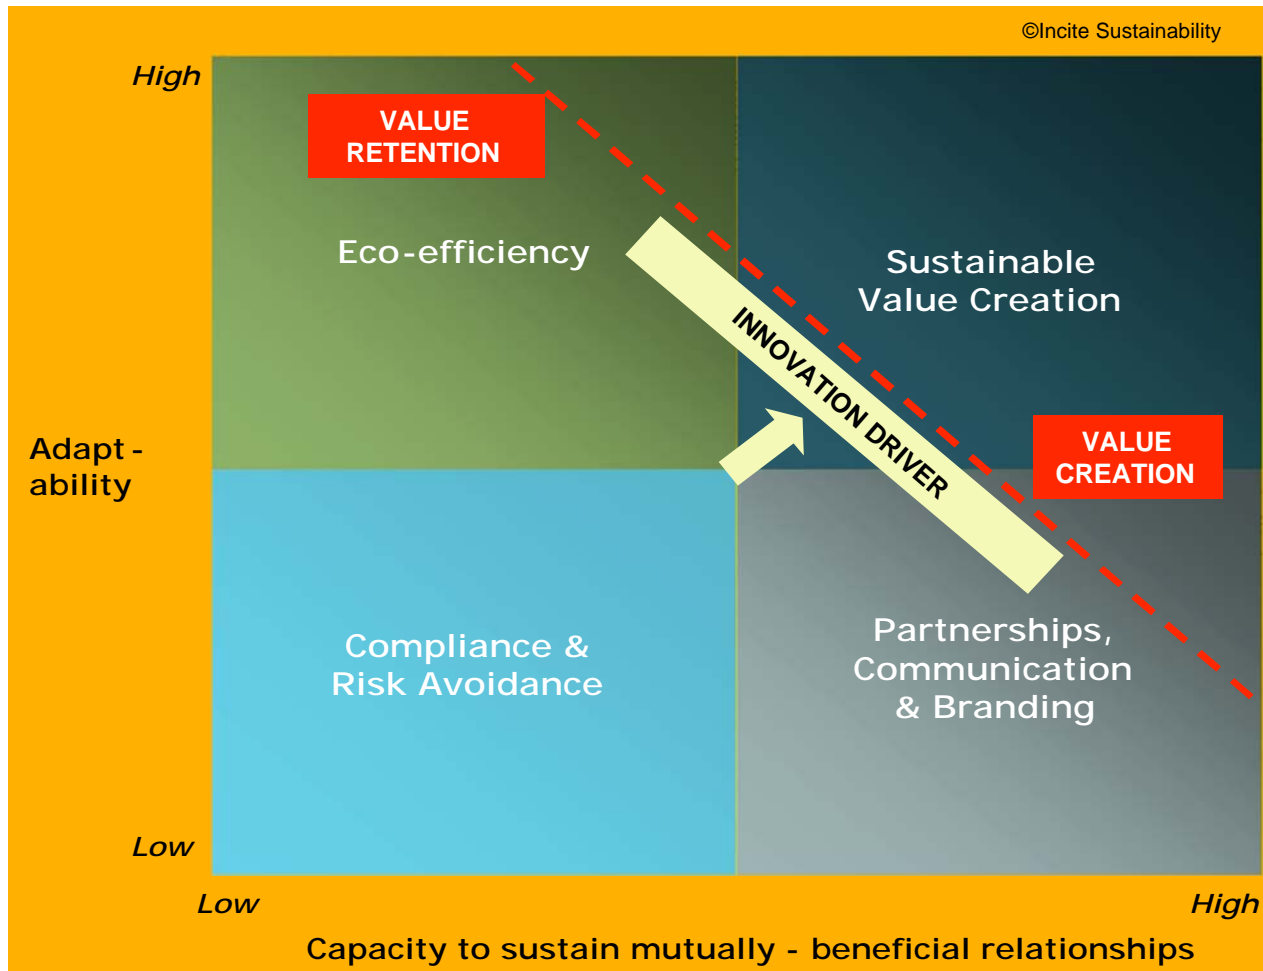 ©Incite Sustainability
High
VALUE
RETENTION
Eco-efficiency
Sustainable
Value Creation
INNOVATION DRIVER
Adapt -
ability
VALUE
CREATION
Compliance &
Risk Avoidance
Partnerships,
Communication
& Branding
Low
Low
High
Capacity to sustain mutually - beneficial relationships